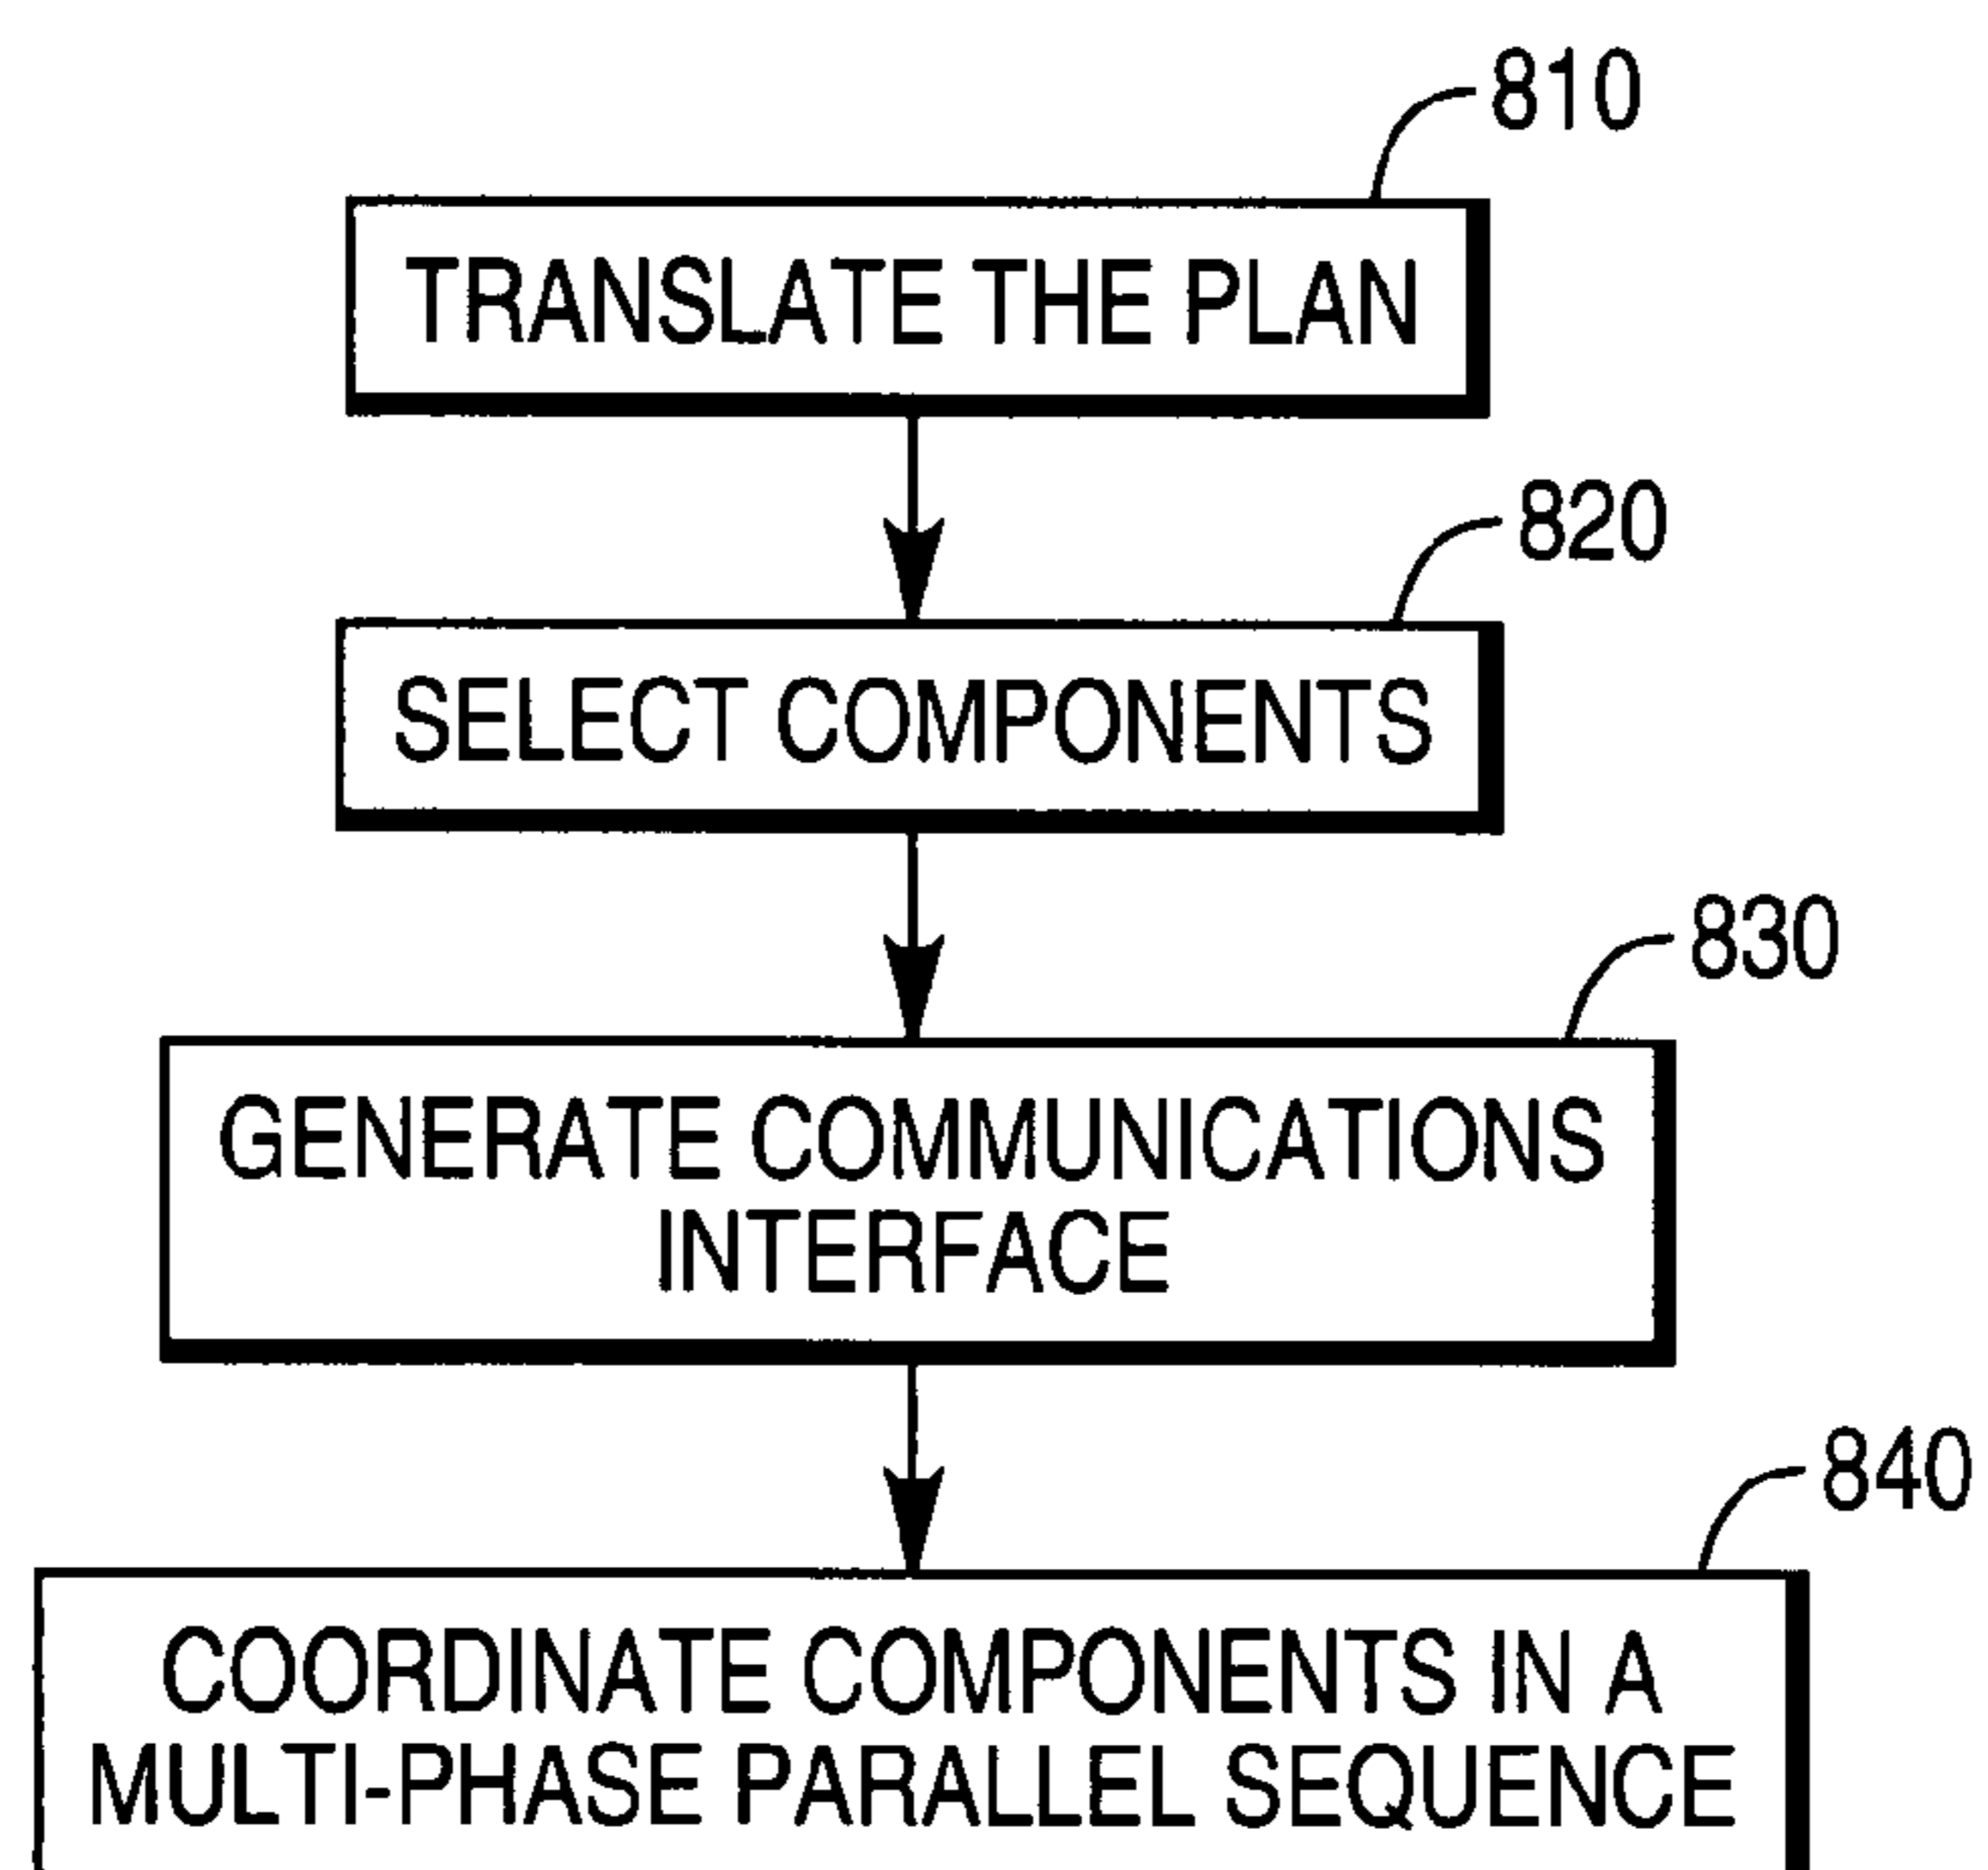 810
TRANSLATE THE PLAN
820
SELECT COMPONENTS
830
GENERATE COMMUNICATIONS
INTERFACE
840
COORDINATE COMPONENTS IN A
MULTI-PHASE PARALLEL SEQUENCE